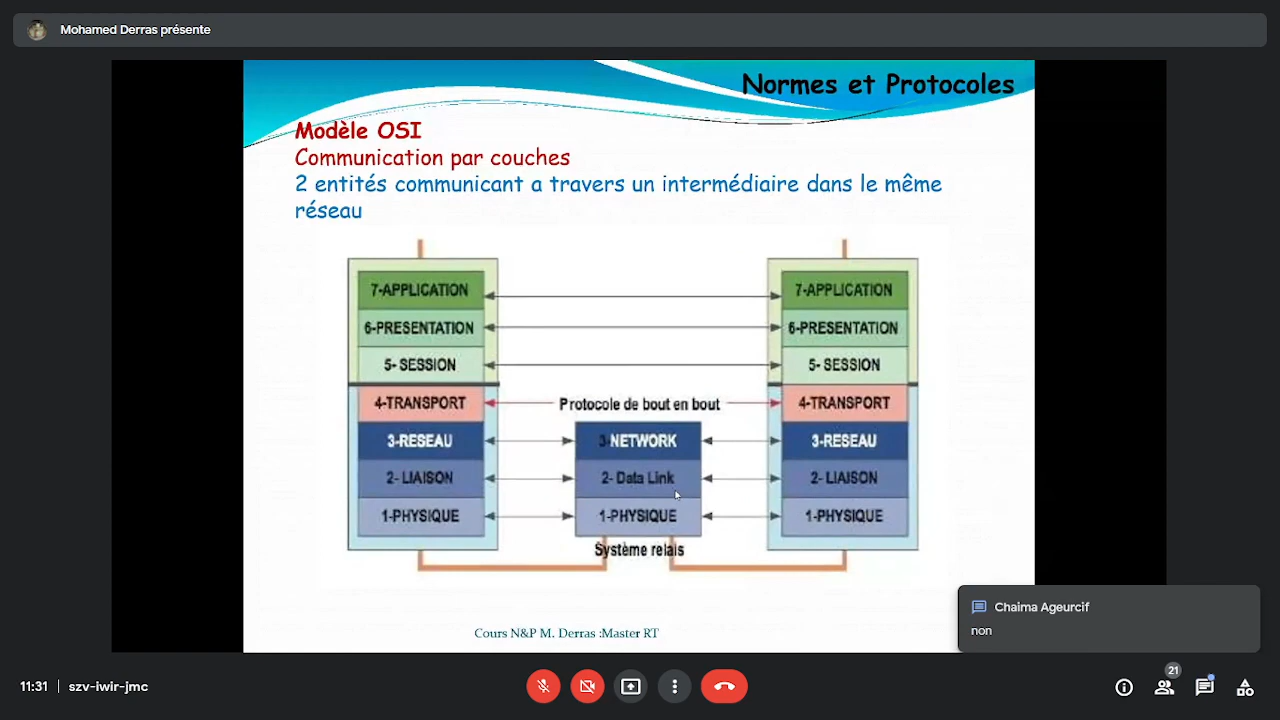 Mohamed Derras présente
Normes et Protocoles
Modèle OSI
Communication par couches
2 entités communicant a travers un intermédiaire dans le même
réseau
7-APPLICATION
7-APPLICATION
6-PRESENTATION
6-PRESENTATION
5- SESSION
5- SESSION
4-TRANSPORT
Protocole de bout en bout
4-TRANSPORT
3-RESEAU
3-NETWORK
3-RESEAU
2- LIAISON
2- Data Link
2- LIAISON
1-PHYSIQUE
1-PHYSIQUE
1-PHYSIQUE
Système relais
Chaima Ageurcif
non
Cours N&P M. Derras :Master RT
11:31
szv-iwir-jmc
21